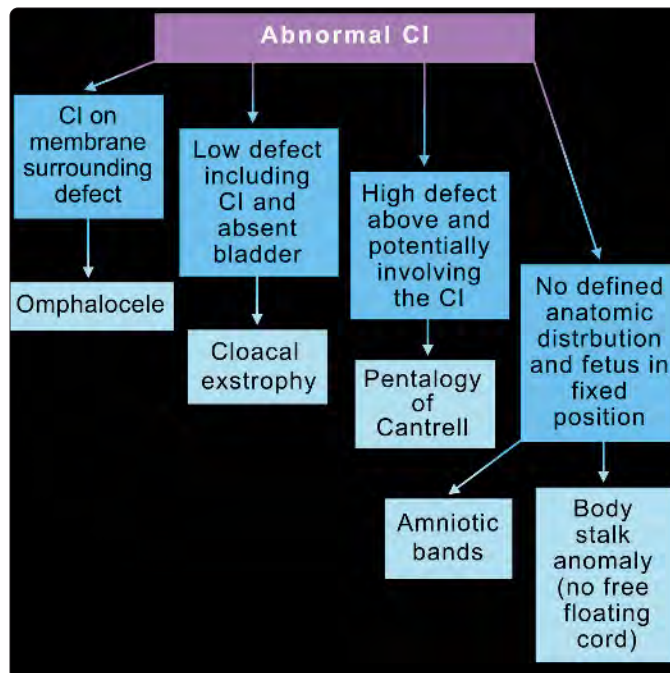 Abnormal CI
CI on
membrane
surrounding
defect
Low defect
including
CI and
absent
bladder
High defect
above and
potentially
involving
the CI
No defined
anatomic
distrbution
and fetus in
fixed
position
Omphalocele
Cloacal
exstrophy
Pentalogy
of
Cantrell
Amniotic
bands
Body
stalk
anomaly
(no free
floating
cord)